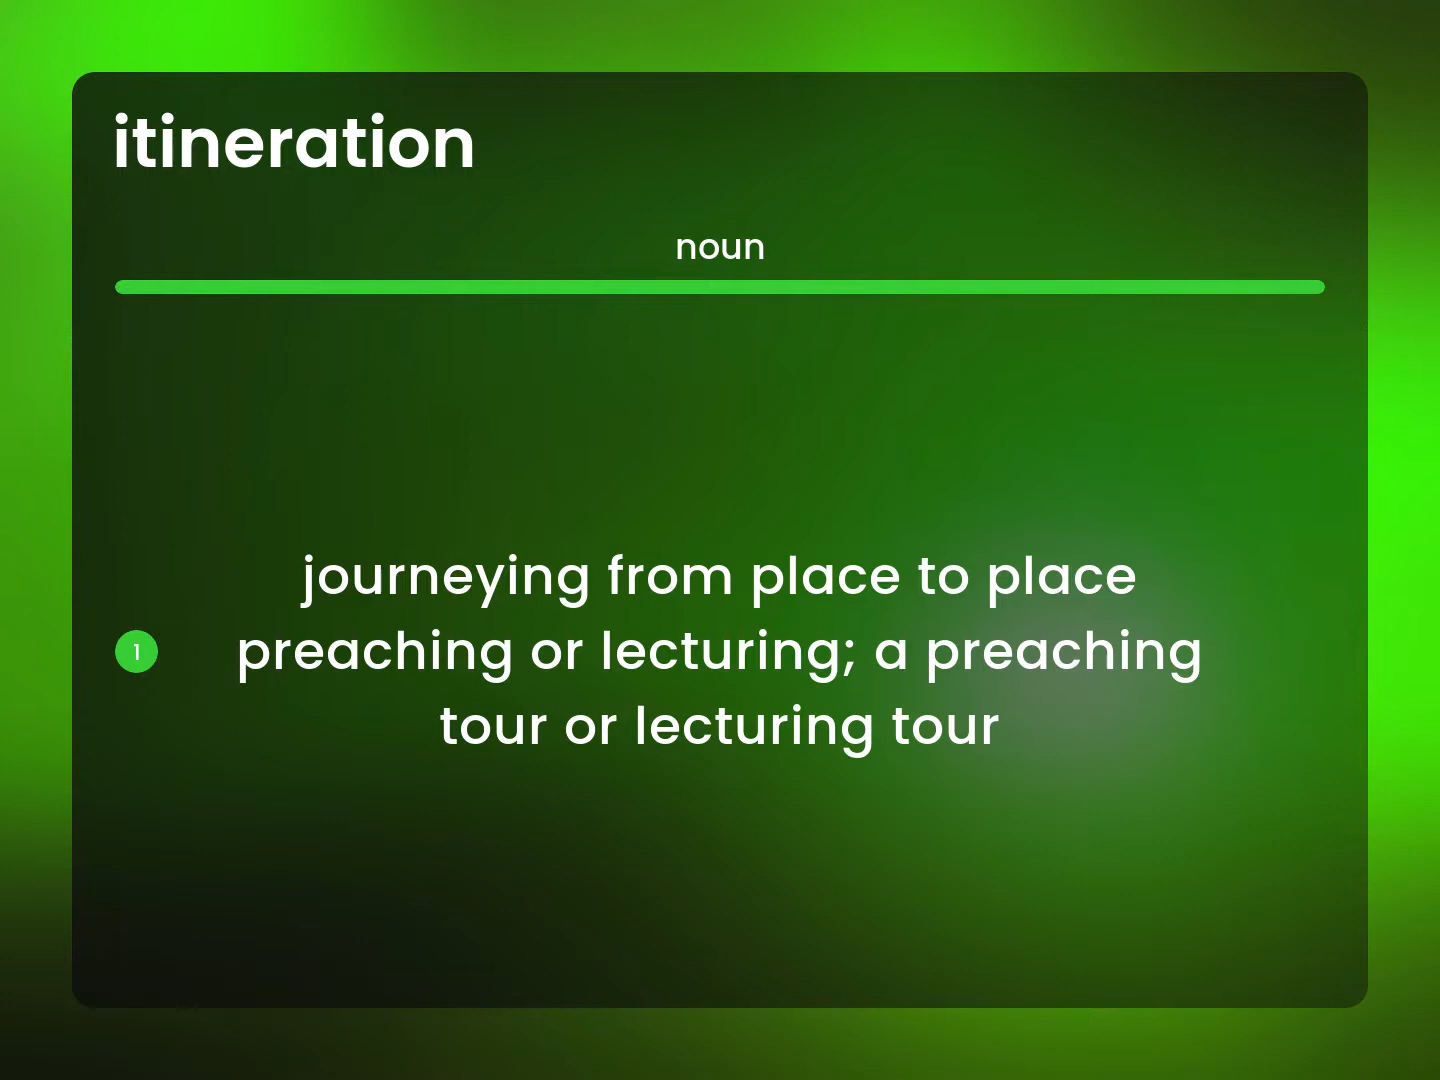 itineration
noun
journeying from place to place
1 preaching or lecturing; a preaching
tour or lecturing tour